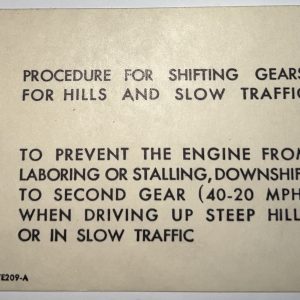 PROCEDURE FOR SHIFTING GEARS
FOR HILLS AND SLOW TRAFFIC
TO PREVENT THE ENGINE FROM
LABORING OR STALLING, DOWNSHIF
TO SECOND GEAR (40-20 MPH
WHEN DRIVING UP STEEP HILL
OR IN SLOW TRAFFIC
E209-A